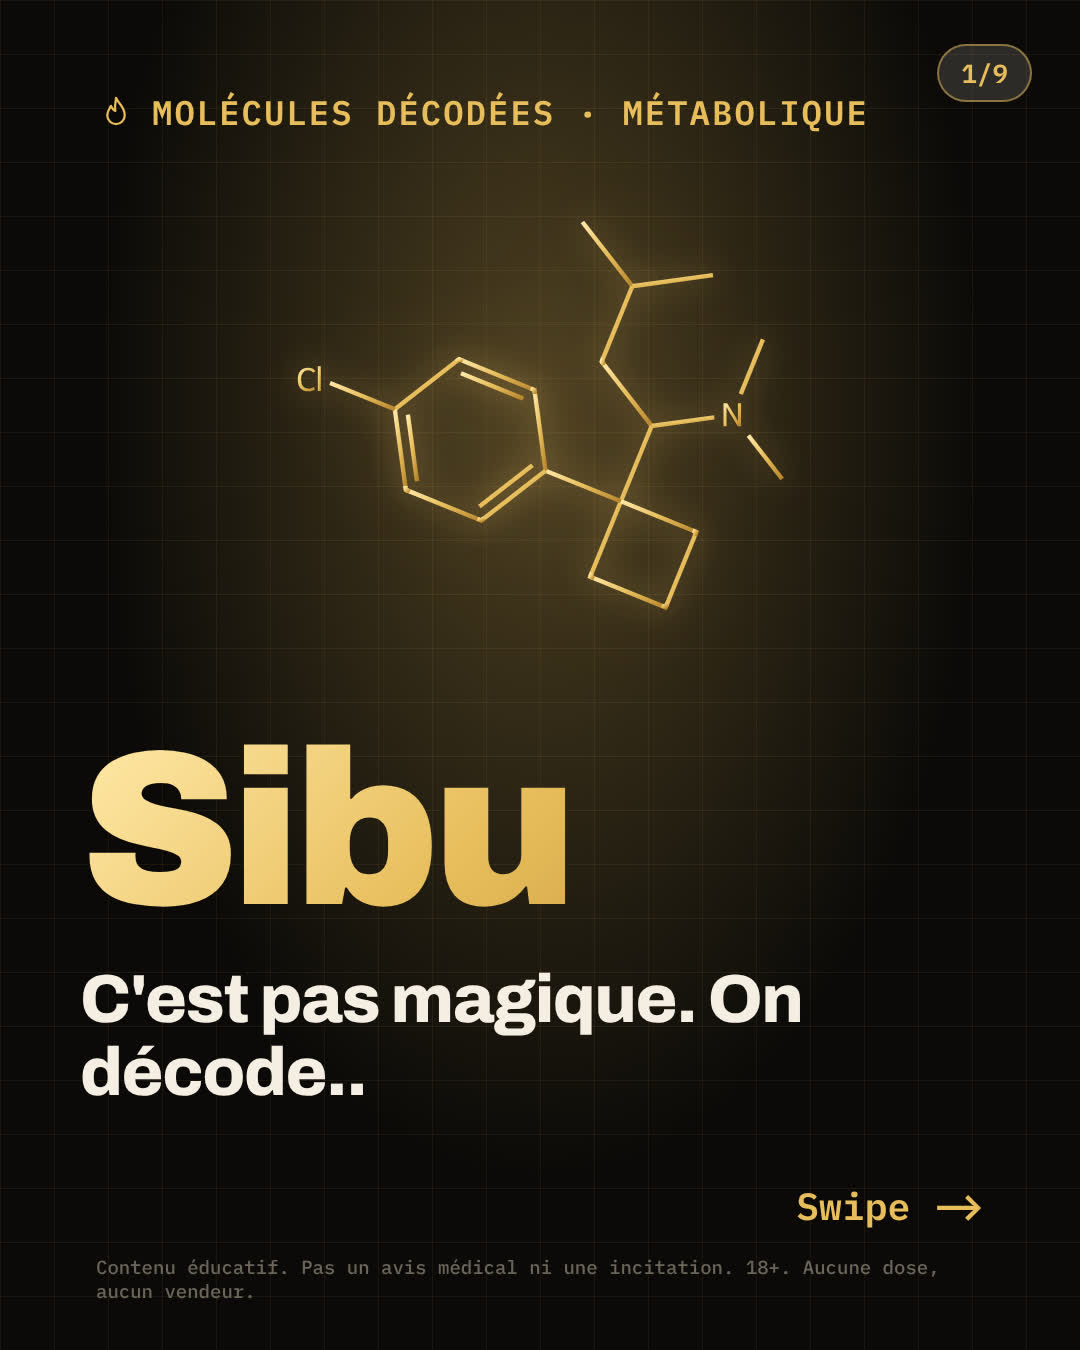 1/9
MOLÉCULES DÉCODÉES · MÉTABOLIQUE
Cl
N
Sibu
C'est pas magique. On
décode..
Swipe →
Contenu éducatif. Pas un avis médical ni une incitation. 18+. Aucune dose,
aucun vendeur.